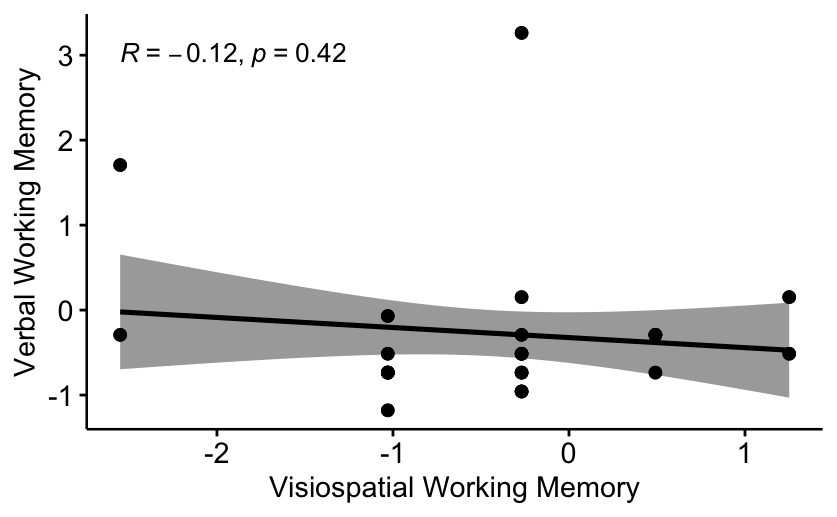 R = −0.12, p = 0.42
3
2
1
0
-1
Verbal Working Memory
-2 -1 0 1
Visiospatial Working Memory